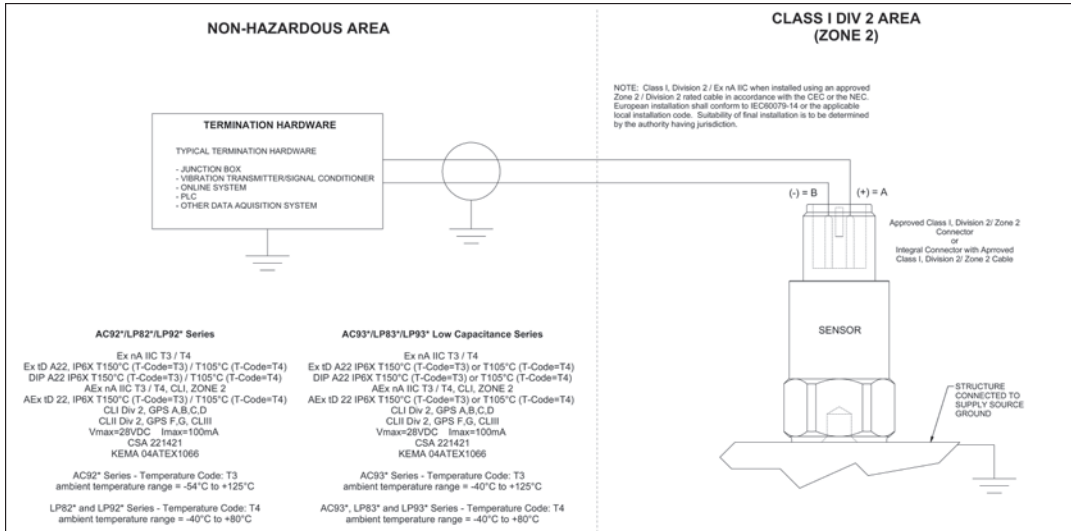 NON-HAZARDOUS AREA
CLASS I DIV 2 AREA
(ZONE 2)
NOTE: Class I, Division 2 / Ex nA IIC when installed using an approved
Zone 2 / Division 2 rated cable in accordance with the CEC or the NEC.
European installation shall conform to IEC60079-14 or the applicable
local installation code. Suitability of final installation is to be determined
by the authority having jurisdiction.
TERMINATION HARDWARE
TYPICAL TERMINATION HARDWARE
- JUNCTION BOX
- VIBRATION TRANSMITTER/SIGNAL CONDITIONER
- ONLINE SYSTEM
- PLC
- OTHER DATA AQUISITION SYSTEM
(-) = B
(+) = A
Approved Class I, Division 2/ Zone 2
Connector
or
Integral Connector with Aprroved
Class I, Division 2/ Zone 2 Cable
SENSOR
STRUCTURE
CONNECTED TO
SUPPLY SOURCE
GROUND
AC92*/LP82*/LP92* Series
Ex nA IIC T3 / T4
Ex tD A22, IP6X T150°C (T-Code=T3) / T105°C (T-Code=T4)
DIP A22 IP6X T150°C (T-Code=T3) / T105°C (T-Code=T4)
AEx nA IIC T3 / T4, CLI, ZONE 2
AEx tD 22, IP6X T150°C (T-Code=T3) / T105°C (T-Code=T4)
CLI Div 2, GPS A,B,C,D
CLII Div 2, GPS F,G, CLIII
Vmax=28VDC Imax=100mA
CSA 221421
KEMA 04ATEX1066
AC92* Series - Temperature Code: T3
ambient temperature range = -54°C to +125°C
LP82* and LP92* Series - Temperature Code: T4
ambient temperature range = -40°C to +80°C
AC93*/LP83*/LP93* Low Capacitance Series
Ex nA IIC T3 / T4
Ex tD A22 IP6X T150°C (T-Code=T3) or T105°C (T-Code=T4)
DIP A22 IP6X T150°C (T-Code=T3) or T105°C (T-Code=T4)
AEx nA IIC T3 / T4, CLI, ZONE 2
AEx tD 22 IP6X T150°C (T-Code=T3) or T105°C (T-Code=T4)
CLI Div 2, GPS A,B,C,D
CLII Div 2, GPS F,G, CLIII
Vmax=28VDC Imax=100mA
CSA 221421
KEMA 04ATEX1066
AC93* Series - Temperature Code: T3
ambient temperature range = -40°C to +125°C
AC93*, LP83* and LP93* Series - Temperature Code: T4
ambient temperature range = -40°C to +80°C